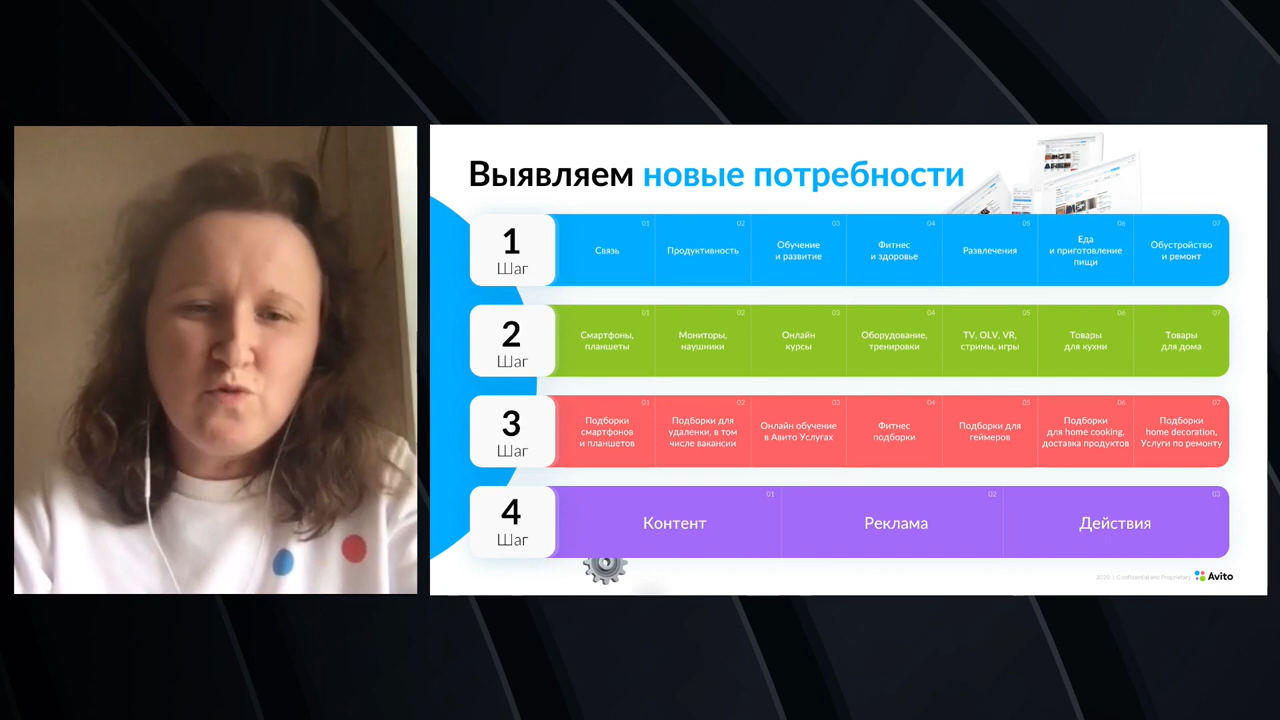 Выявляем новые потребности
1
Шаг
01
Связь
02
Продуктивность
03
Обучение
и развитие
04
Фитнес
и здоровье
05
Развлечения
06
Еда
и приготовление
пищи
07
Обустройство
и ремонт
2
Шаг
01
Смартфоны,
планшеты
02
Мониторы,
наушники
03
Онлайн
курсы
04
Оборудование,
тренировки
05
TV, OLV, VR,
стримы, игры
06
Товары
для кухни
07
Товары
для дома
3
Шаг
01
Подборки
смартфонов
и планшетов
02
Подборки для
удаленки, в том
числе вакансии
03
Онлайн обучение
в Авито Услугах
04
Фитнес
подборки
05
Подборки для
геймеров
06
Подборки
для home cooking,
доставка продуктов
07
Подборки
home decoration,
Услуги по ремонту
4
Шаг
01
Контент
02
Реклама
03
Действия
2020 | Confidential and Proprietary
Avito